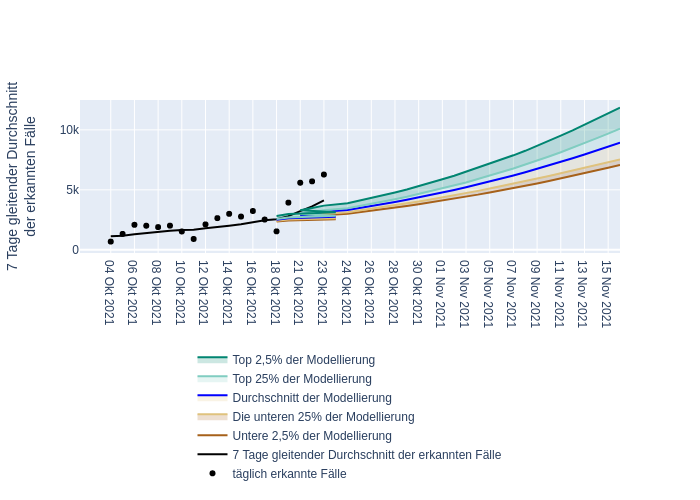 7 Tage gleitender Durchschnitt
der erkannten Fälle
10k
5k
0
04 Okt 2021
06 Okt 2021
08 Okt 2021
10 Okt 2021
12 Okt 2021
14 Okt 2021
16 Okt 2021
18 Okt 2021
21 Okt 2021
23 Okt 2021
24 Okt 2021
26 Okt 2021
28 Okt 2021
30 Okt 2021
01 Nov 2021
03 Nov 2021
05 Nov 2021
07 Nov 2021
09 Nov 2021
11 Nov 2021
13 Nov 2021
15 Nov 2021
Top 2,5% der Modellierung
Top 25% der Modellierung
Durchschnitt der Modellierung
Die unteren 25% der Modellierung
Untere 2,5% der Modellierung
7 Tage gleitender Durchschnitt der erkannten Fälle
täglich erkannte Fälle